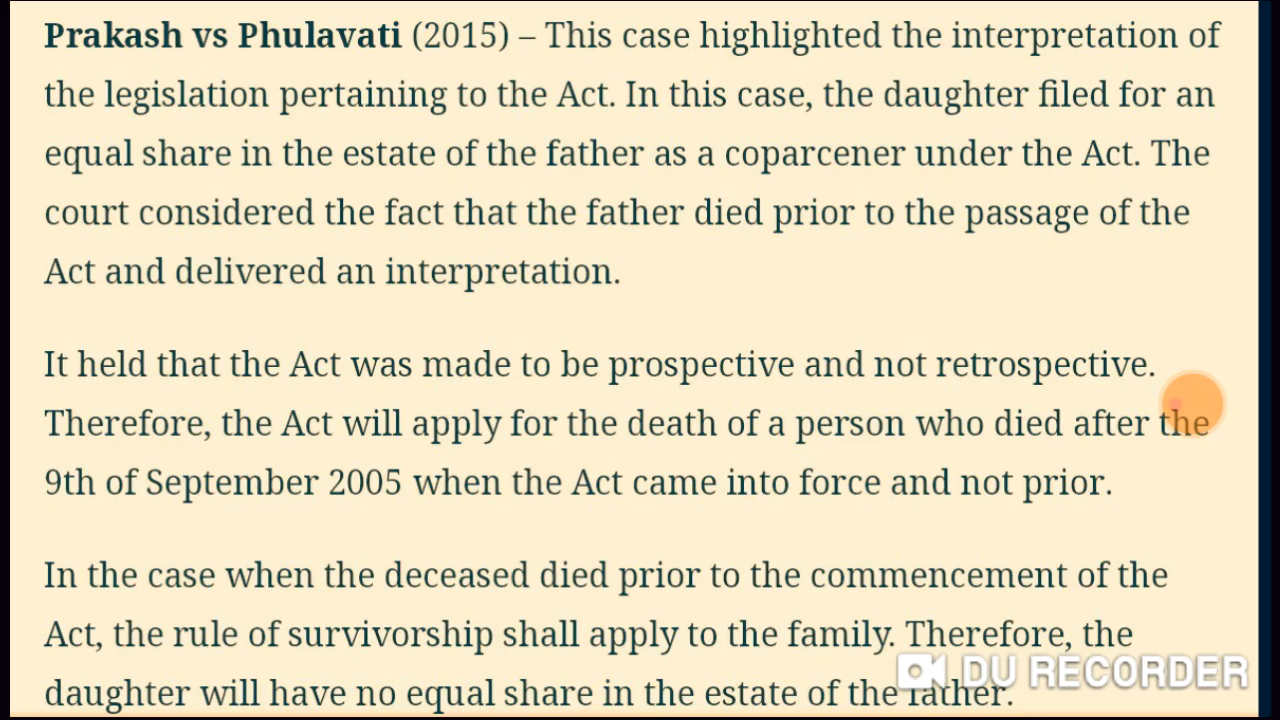 Prakash vs Phulavati (2015) – This case highlighted the interpretation of
the legislation pertaining to the Act. In this case, the daughter filed for an
equal share in the estate of the father as a coparcener under the Act. The
court considered the fact that the father died prior to the passage of the
Act and delivered an interpretation.
It held that the Act was made to be prospective and not retrospective.
Therefore, the Act will apply for the death of a person who died after the
9th of September 2005 when the Act came into force and not prior.
In the case when the deceased died prior to the commencement of the
Act, the rule of survivorship shall apply to the family. Therefore, the
daughter will have no equal share in the estate of the father.
DU RECORDER